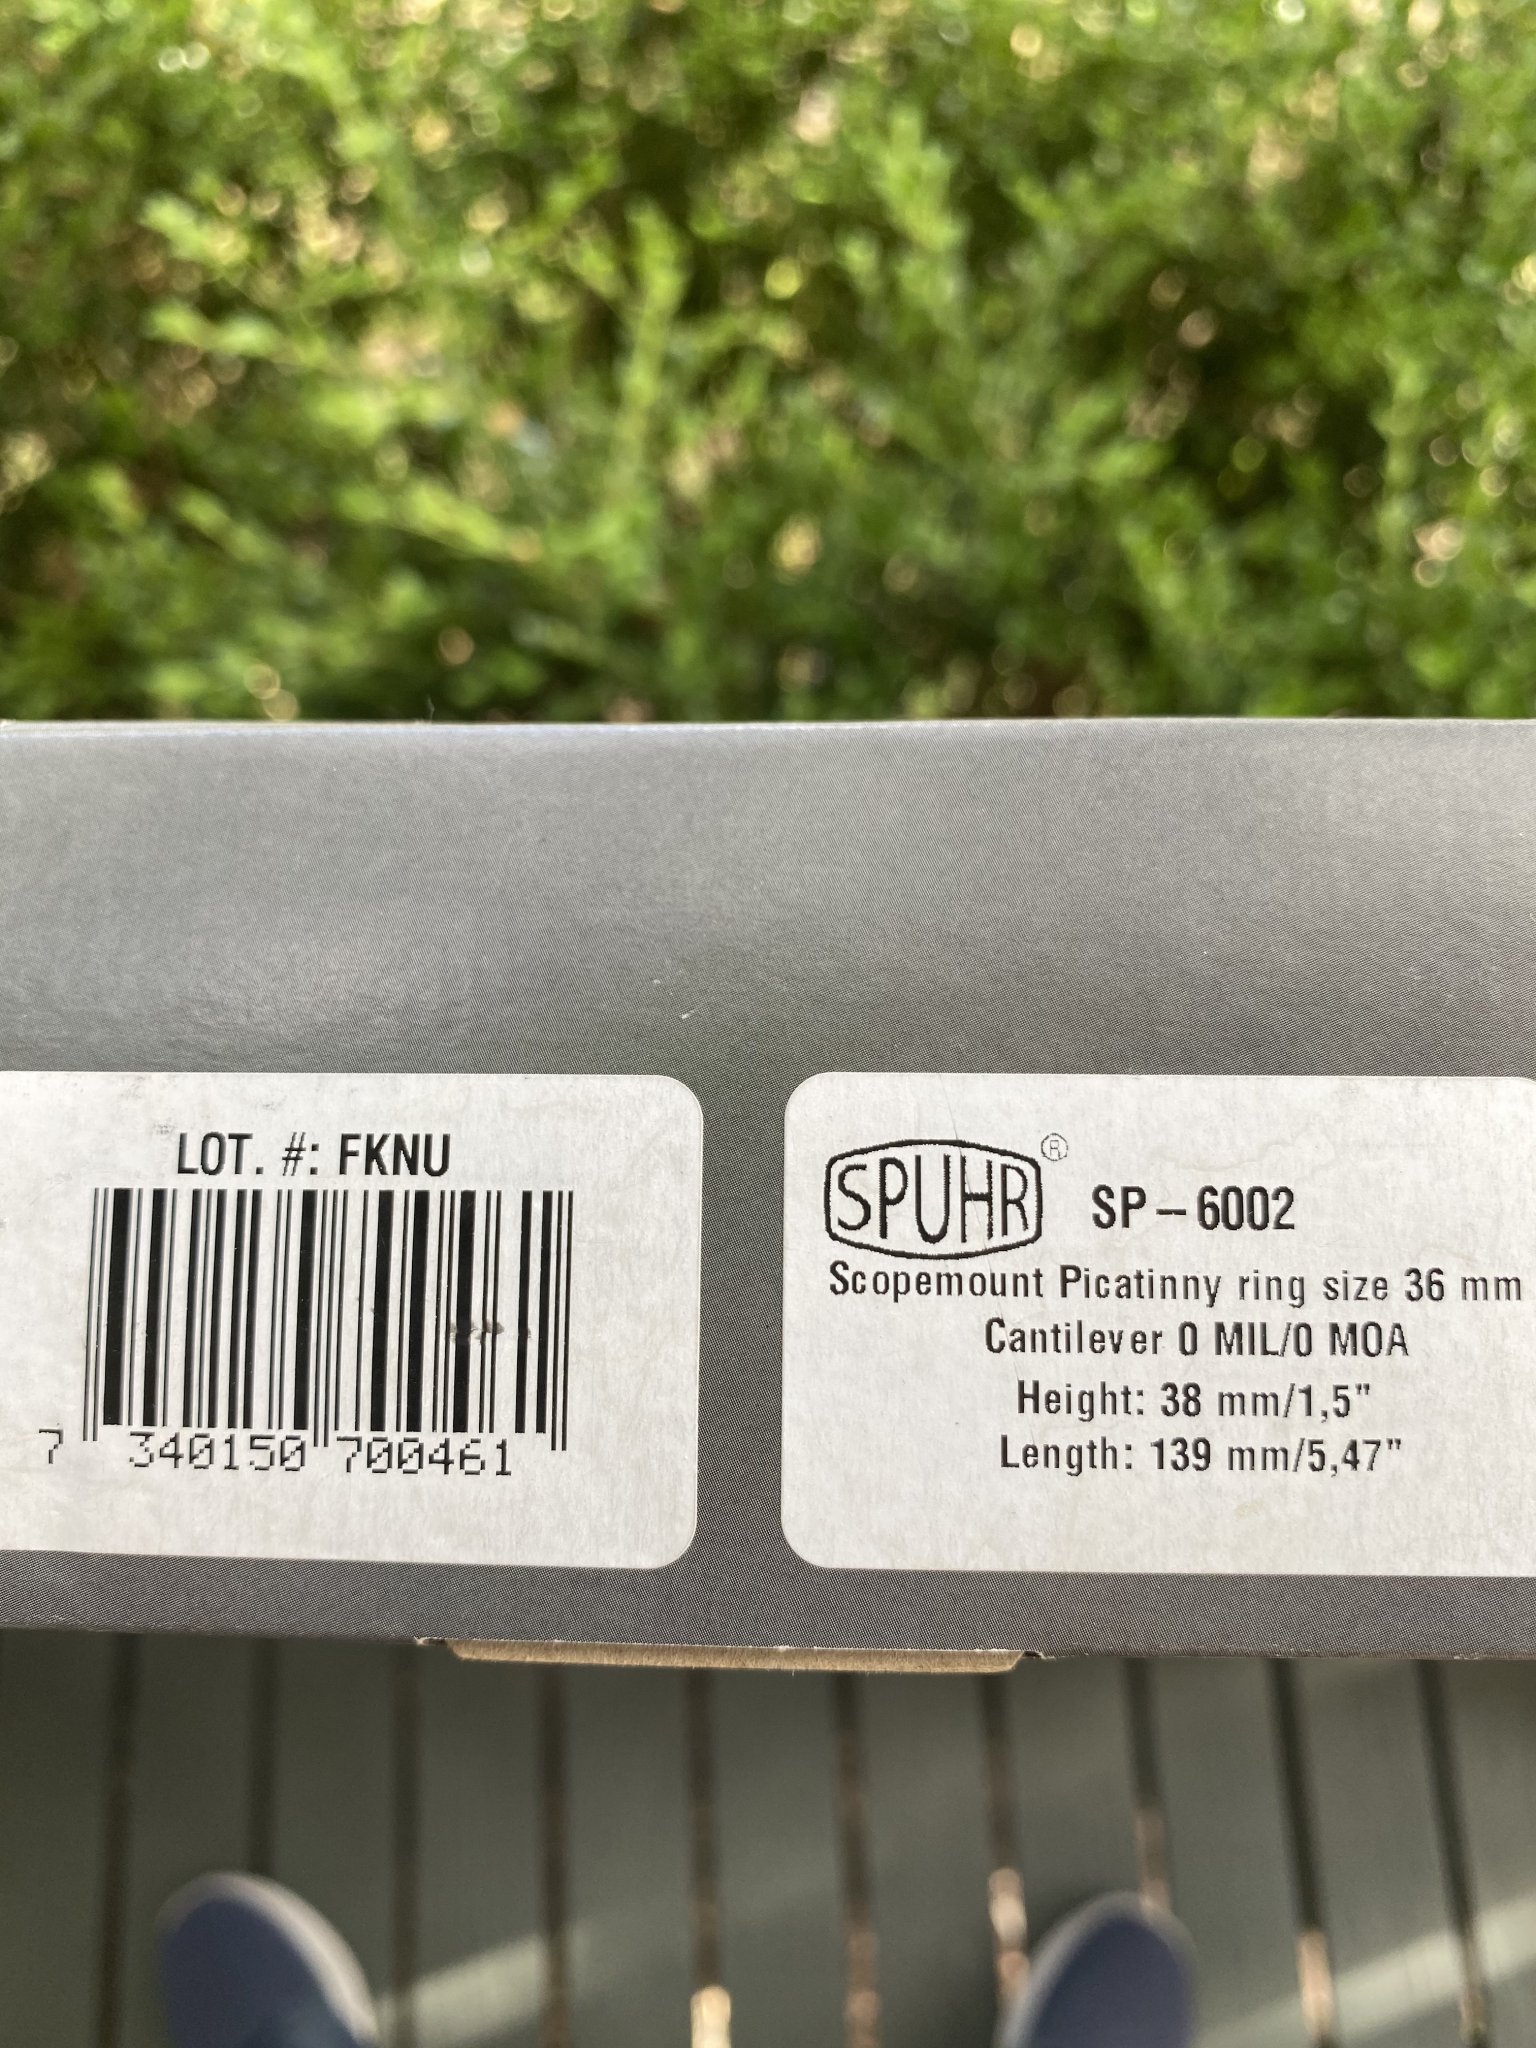 LOT. #: FKNU
7 340150 700461
SPUHR® SP-6002
Scopemount Picatinny ring size 36 mm
Cantilever 0 MIL/0 MOA
Height: 38 mm/1,5"
Length: 139 mm/5,47"